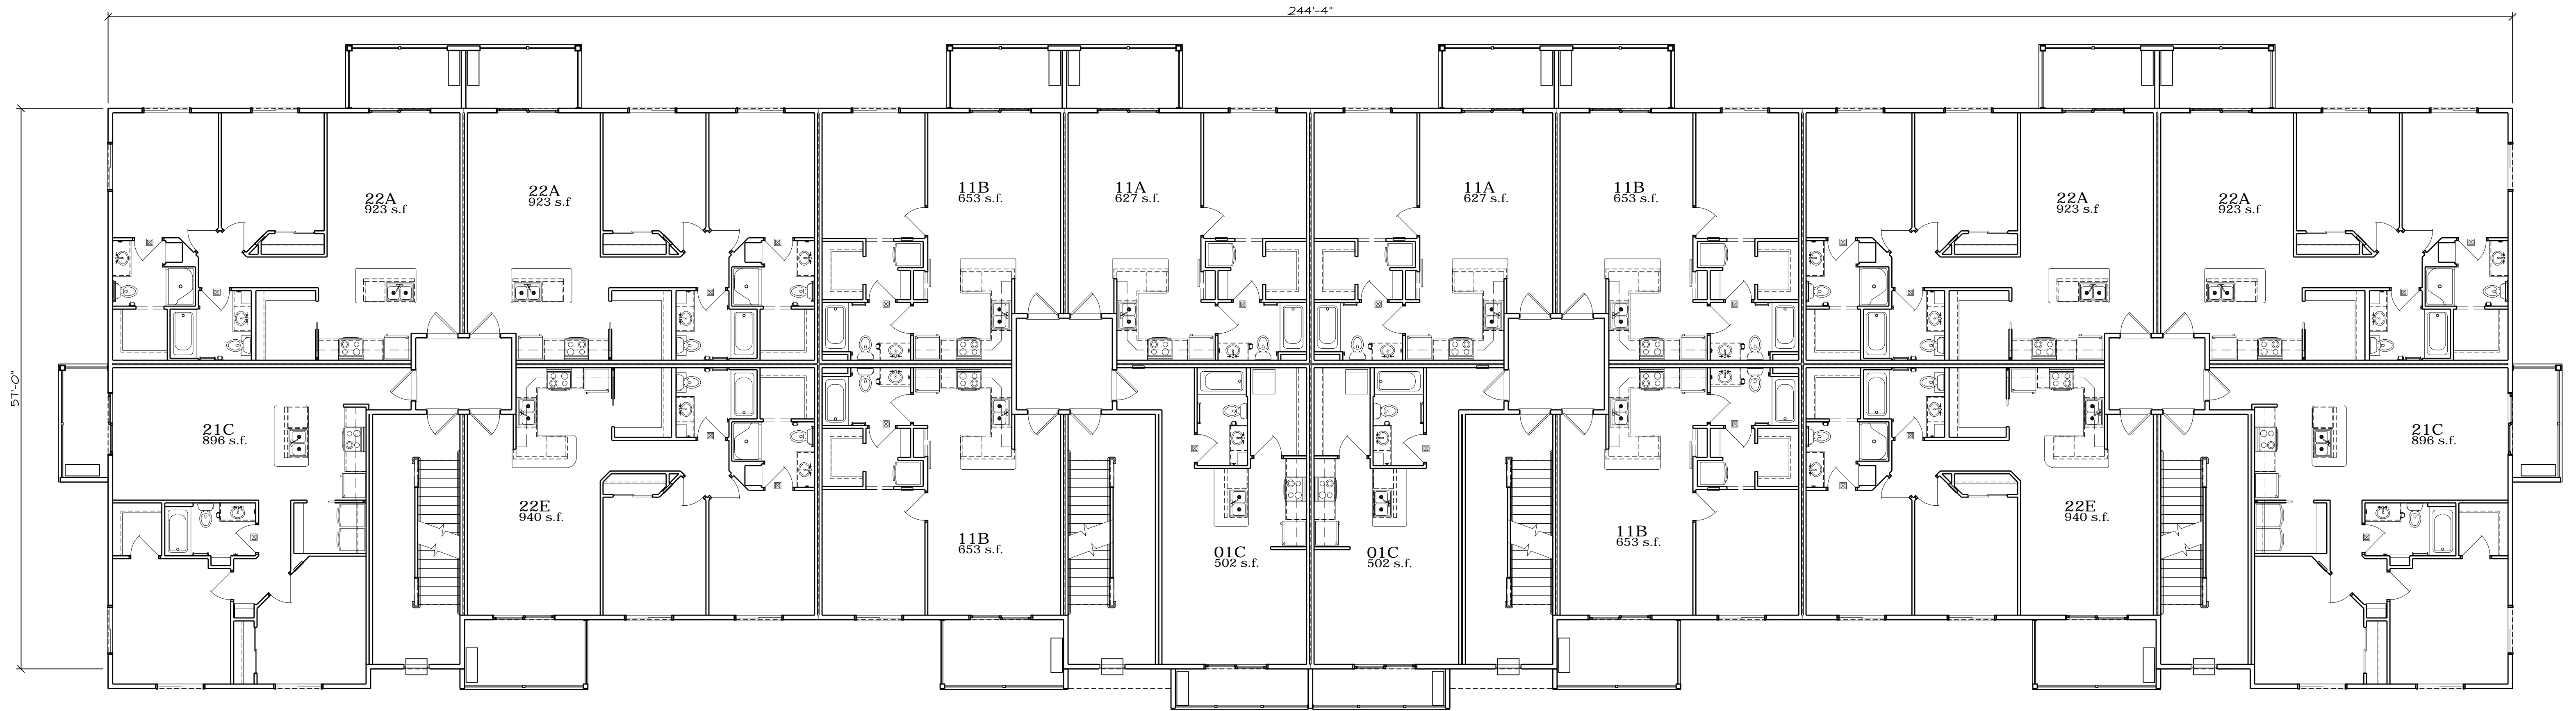 244'-4"
57'-0"
22A
923 s.f
22A
923 s.f
11B
653 s.f.
11A
627 s.f.
11A
627 s.f.
11B
653 s.f.
22A
923 s.f
22A
923 s.f
21C
896 s.f.
22E
940 s.f.
11B
653 s.f.
01C
502 s.f.
01C
502 s.f.
11B
653 s.f.
22E
940 s.f.
21C
896 s.f.